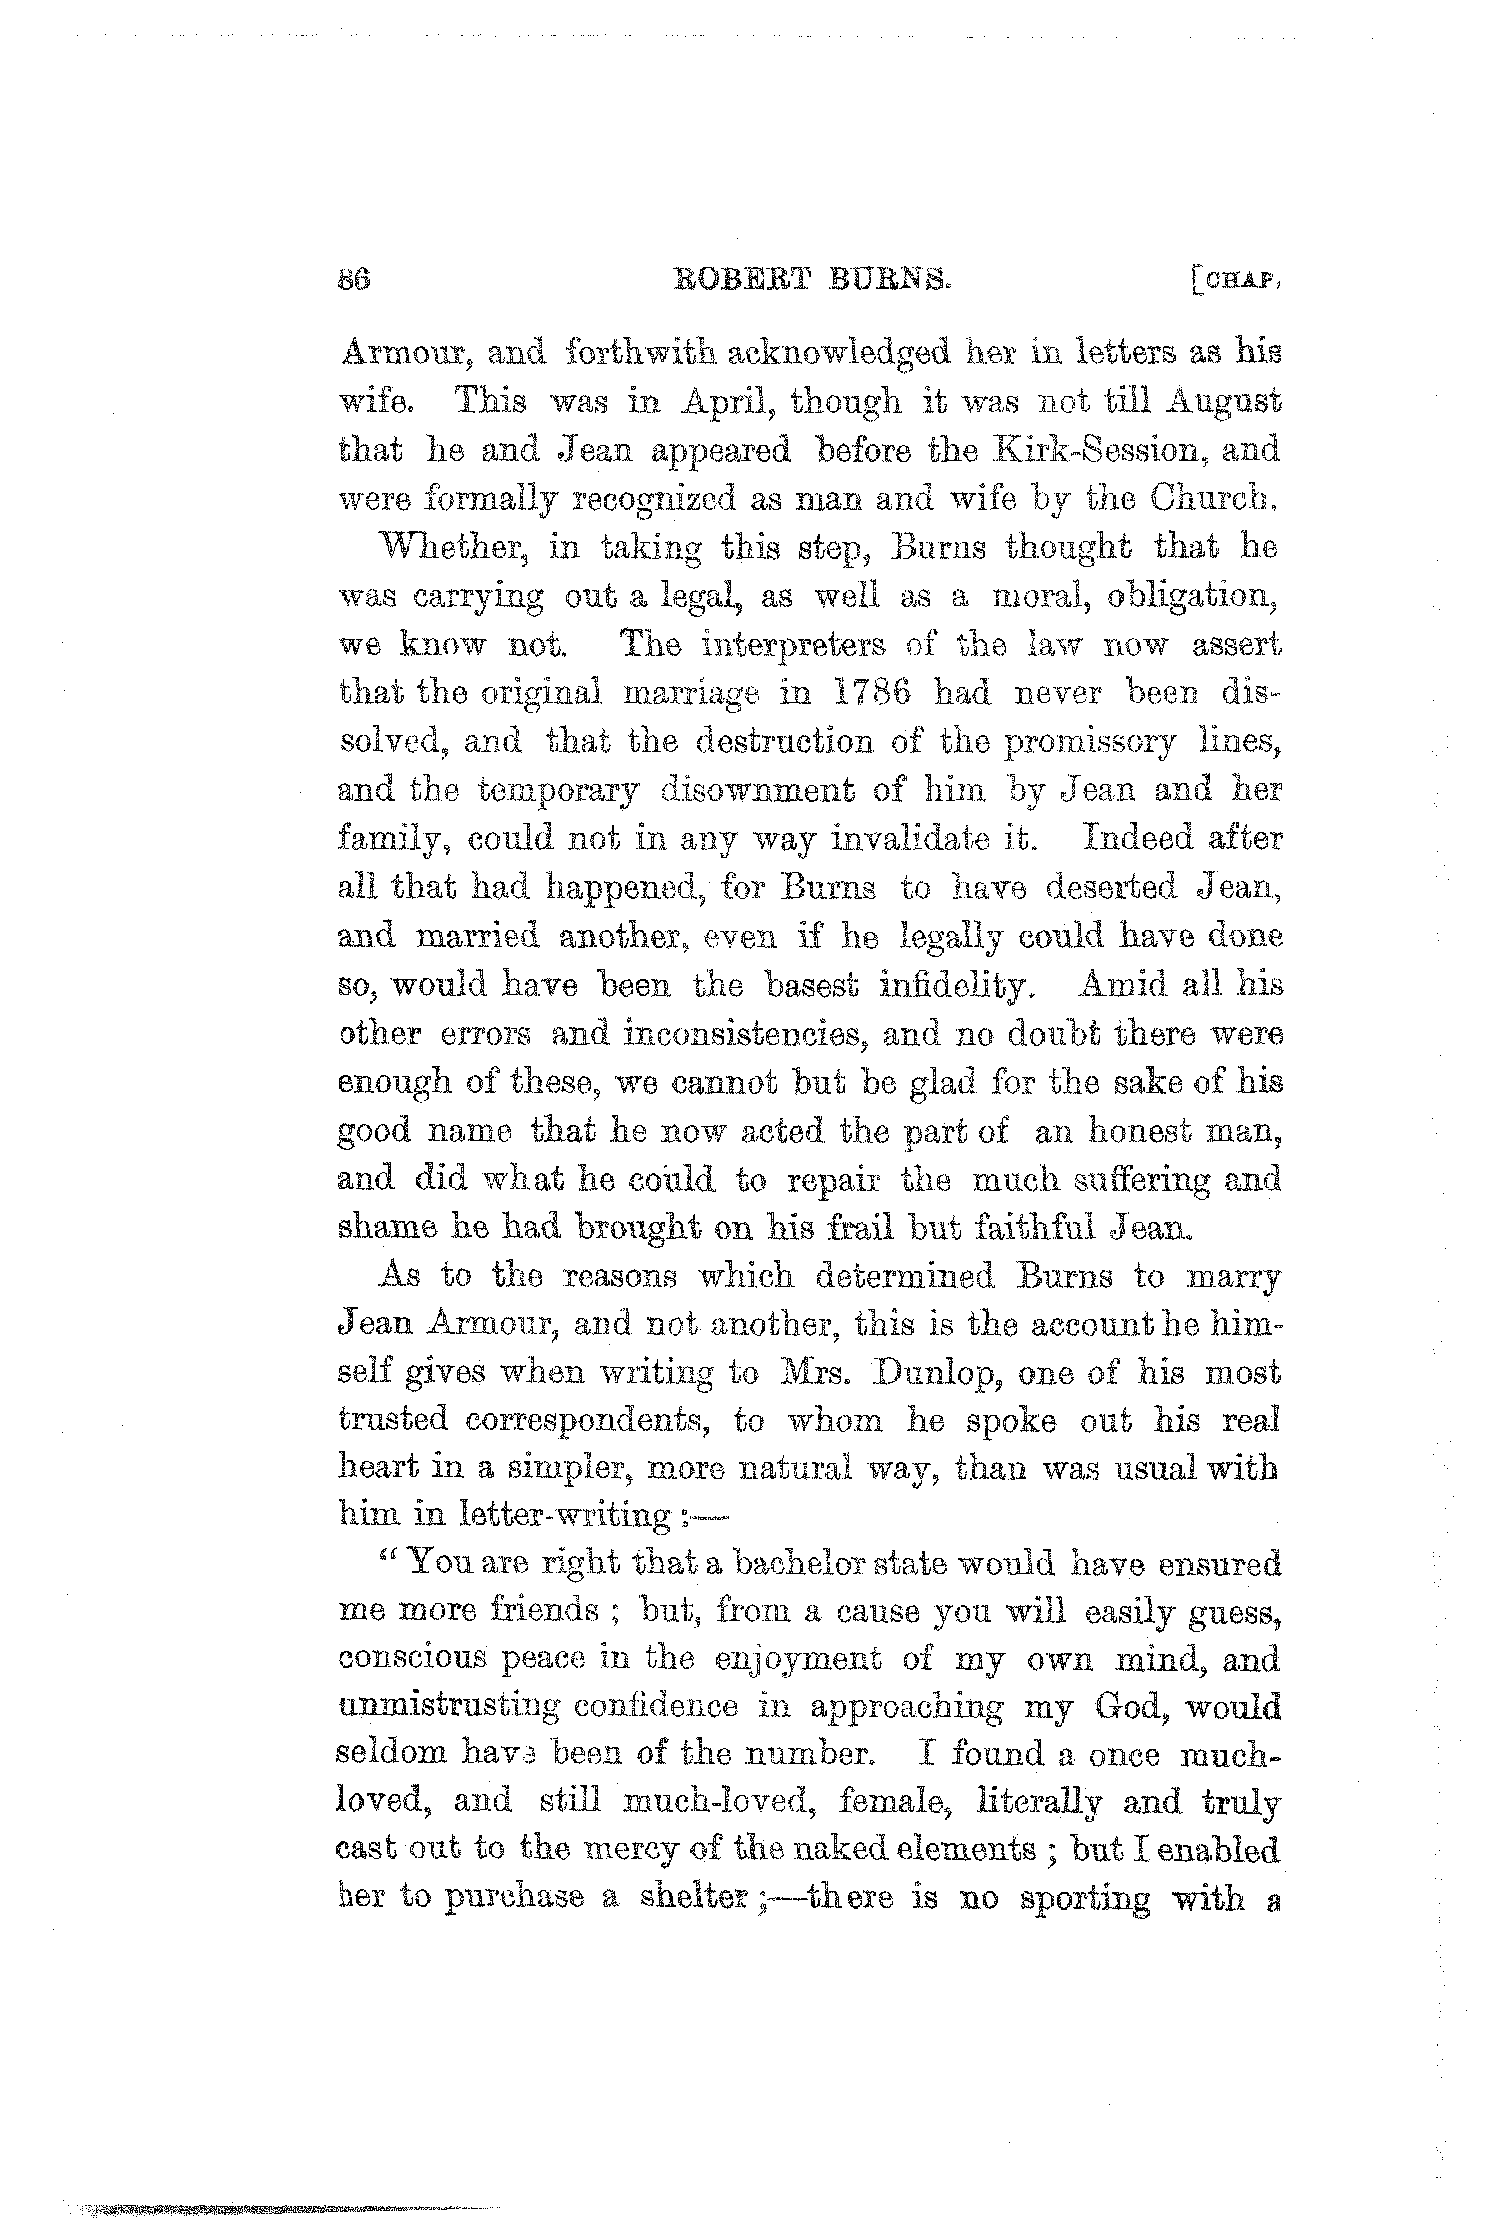 86 ROBERT BURNS. [CHAP.
Armour, and forthwith acknowledged her in letters as his
wife. This was in April, though it was not till August
that he and Jean appeared before the Kirk-Session, and
were formally recognized as man and wife by the Church.
Whether, in taking this step, Burns thought that he
was carrying out a legal, as well as a moral, obligation,
we know not. The interpreters of the law now assert
that the original marriage in 1786 had never been dis-
solved, and that the destruction of the promissory lines,
and the temporary disownment of him by Jean and her
family, could not in any way invalidate it. Indeed after
all that had happened, for Burns to have deserted Jean,
and married another, even if he legally could have done
so, would have been the basest infidelity. Amid all his
other errors and inconsistencies, and no doubt there were
enough of these, we cannot but be glad for the sake of his
good name that he now acted the part of an honest man,
and did what he could to repair the much suffering and
shame he had brought on his frail but faithful Jean.
As to the reasons which determined Burns to marry
Jean Armour, and not another, this is the account he him-
self gives when writing to Mrs. Dunlop, one of his most
trusted correspondents, to whom he spoke out his real
heart in a simpler, more natural way, than was usual with
him in letter-writing :—
“ You are right that a bachelor state would have ensured
me more friends ; but, from a cause you will easily guess,
conscious peace in the enjoyment of my own mind, and
unmistrusting confidence in approaching my God, would
seldom have been of the number. I found a once much-
loved, and still much-loved, female, literally and truly
cast out to the mercy of the naked elements ; but I enabled
her to purchase a shelter ;—there is no sporting with a